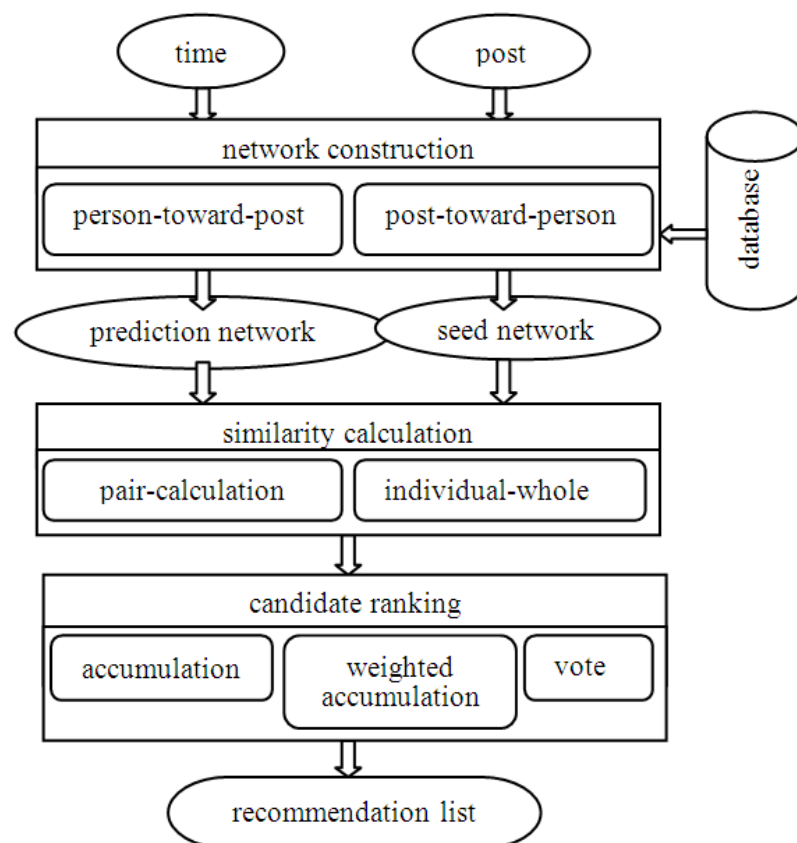 time
post
network construction
person-toward-post
post-toward-person
database
prediction network
seed network
similarity calculation
pair-calculation
individual-whole
candidate ranking
accumulation
weighted
accumulation
vote
recommendation list